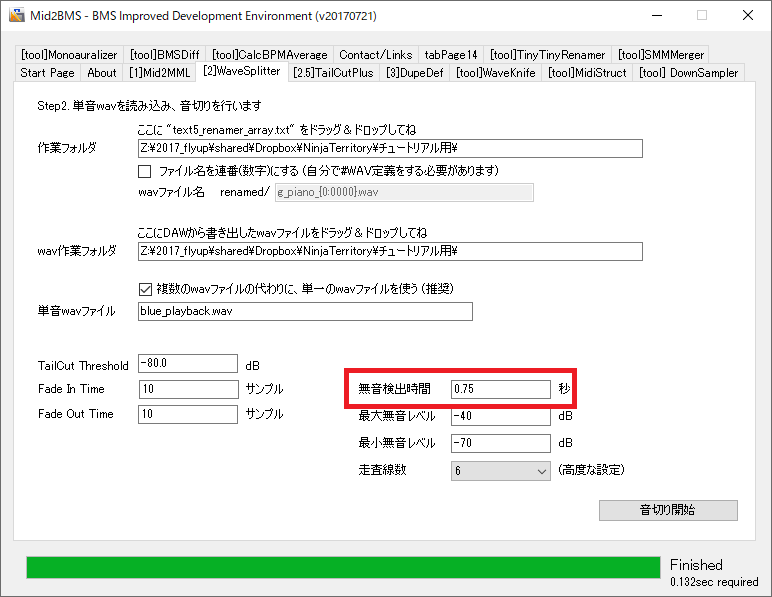 Mid2BMS - BMS Improved Development Environment (v20170721)
[tool]Monoauralizer [tool]BMSDiff [tool]CalcBPMAverage Contact/Links tabPage14 [tool]TinyTinyRenamer [tool]SMMMerger
Start Page About [1]Mid2MML [2]WaveSplitter [2.5]TailCutPlus [3]DupeDef [tool]WaveKnife [tool]MidiStruct [tool] DownSampler
Step2. 単音wavを読み込み、音切りを行います
ここに "text5_renamer_array.txt" をドラッグ＆ドロップしてね
作業フォルダ Z:¥2017_flyup¥shared¥Dropbox¥NinjaTerritory¥チュートリアル用¥
ファイル名を連番(数字)にする (自分で#WAV定義をする必要があります)
wavファイル名 renamed/ g_piano_{0:0000}.wav
ここにDAWから書き出したwavファイルをドラッグ＆ドロップしてね
wav作業フォルダ Z:¥2017_flyup¥shared¥Dropbox¥NinjaTerritory¥チュートリアル用¥
複数のwavファイルの代わりに、単一のwavファイルを使う (推奨)
単音wavファイル blue_playback.wav
TailCut Threshold -80.0 dB
Fade In Time 10 サンプル 無音検出時間 0.75 秒
Fade Out Time 10 サンプル 最大無音レベル -40 dB
最小無音レベル -70 dB
走査線数 6 (高度な設定)
音切り開始
Finished
0.132sec required